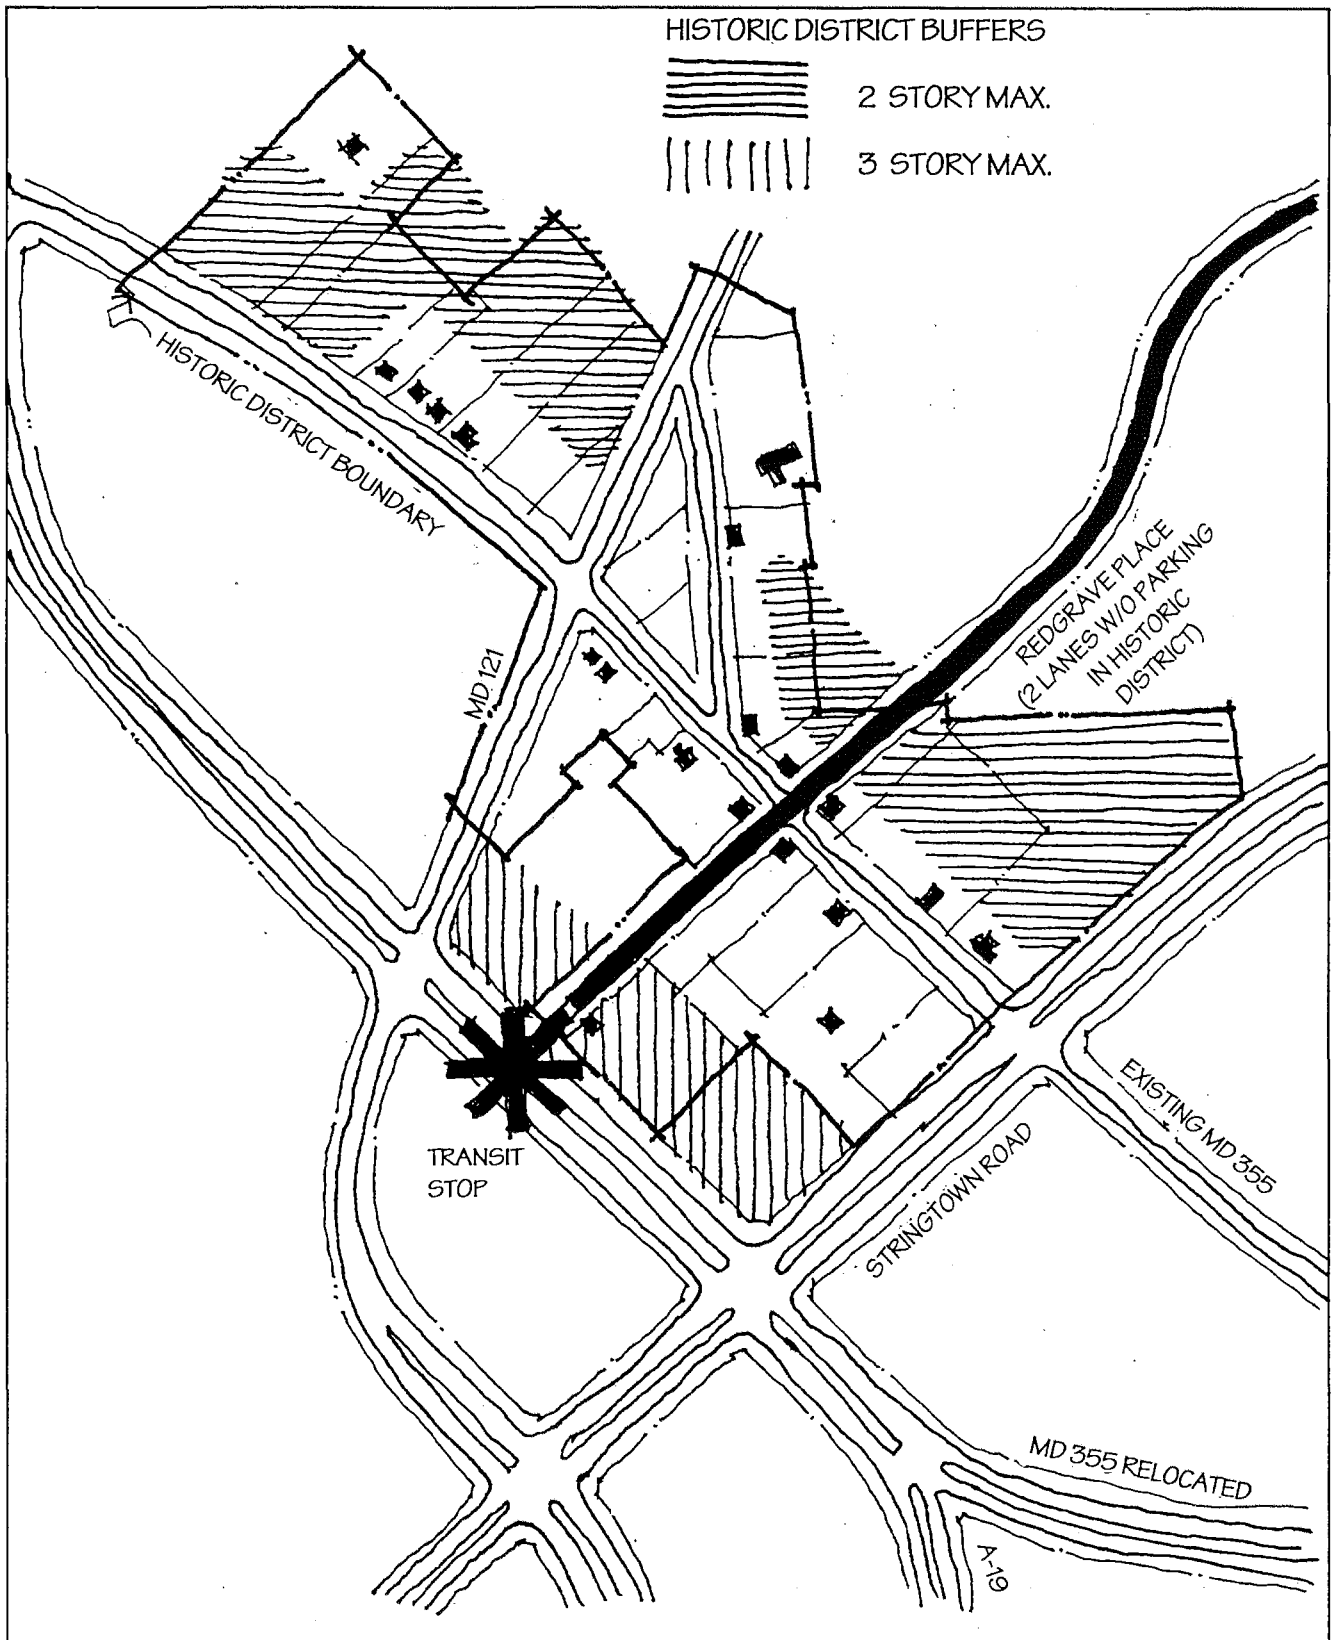 HISTORIC DISTRICT BUFFERS
2 STORY MAX.
3 STORY MAX.
HISTORIC DISTRICT BOUNDARY
REDGRAVE PLACE
(2 LANES W/O PARKING
IN HISTORIC
DISTRICT)
MD 121
TRANSIT
STOP
EXISTING MD 355
STRINGTOWN ROAD
MD 355 RELOCATED
A-19